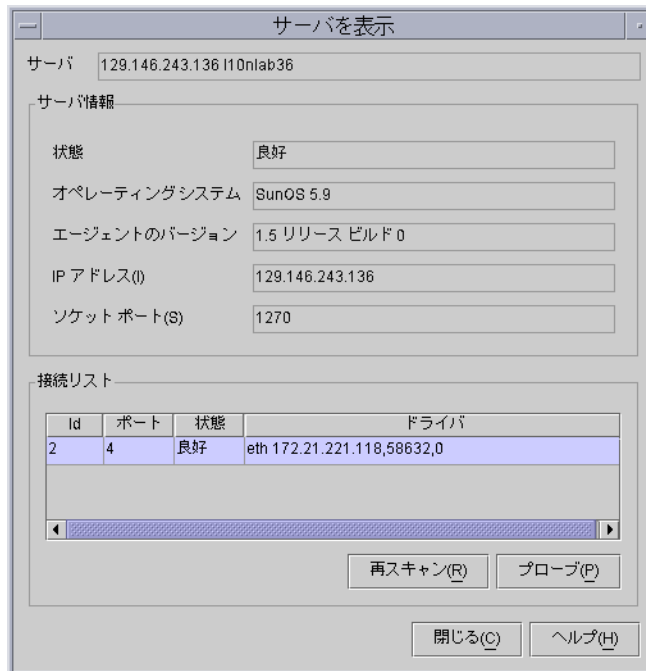 サーバを表示
サーバ 129.146.243.136 l10nlab36
サーバ情報
状態 良好
オペレーティングシステム SunOS 5.9
エージェントのバージョン 1.5 リリース ビルド 0
IP アドレス(I) 129.146.243.136
ソケット ポート(S) 1270
接続リスト
Id ポート 状態 ドライバ
2 4 良好 eth 172.21.221.118,58632,0
再スキャン(R) プローブ(P)
閉じる(C) ヘルプ(H)